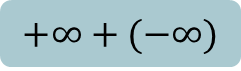 +∞ + (−∞)